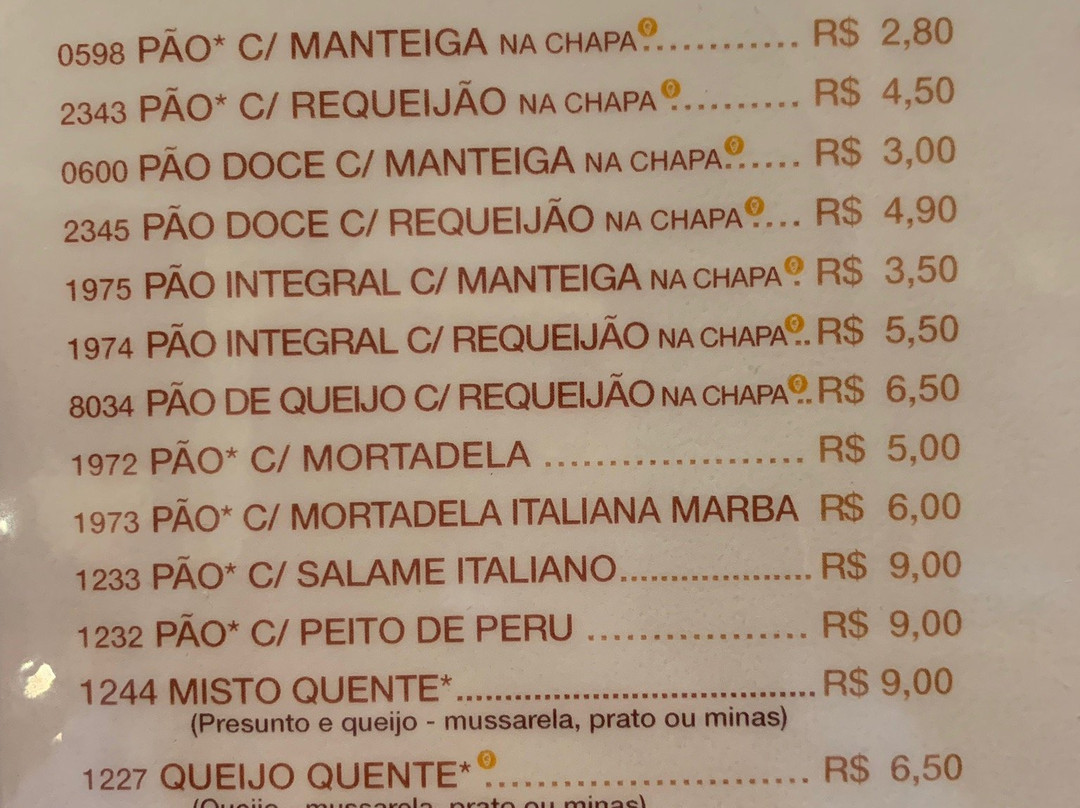 0598 PÃO* C/ MANTEIGA NA CHAPA............ R$ 2,80
2343 PÃO* C/ REQUEIJÃO NA CHAPA.......... R$ 4,50
0600 PÃO DOCE C/ MANTEIGA NA CHAPA...... R$ 3,00
2345 PÃO DOCE C/ REQUEIJÃO NA CHAPA.... R$ 4,90
1975 PÃO INTEGRAL C/ MANTEIGA NA CHAPA. R$ 3,50
1974 PÃO INTEGRAL C/ REQUEIJÃO NA CHAPA.. R$ 5,50
8034 PÃO DE QUEIJO C/ REQUEIJÃO NA CHAPA.. R$ 6,50
1972 PÃO* C/ MORTADELA .................... R$ 5,00
1973 PÃO* C/ MORTADELA ITALIANA MARBA R$ 6,00
1233 PÃO* C/ SALAME ITALIANO................... R$ 9,00
1232 PÃO* C/ PEITO DE PERU ................. R$ 9,00
1244 MISTO QUENTE*..................................... R$ 9,00
(Presunto e queijo - mussarela, prato ou minas)
1227 QUEIJO QUENTE*......................... R$ 6,50
(Queijo - mussarela, prato ou minas)